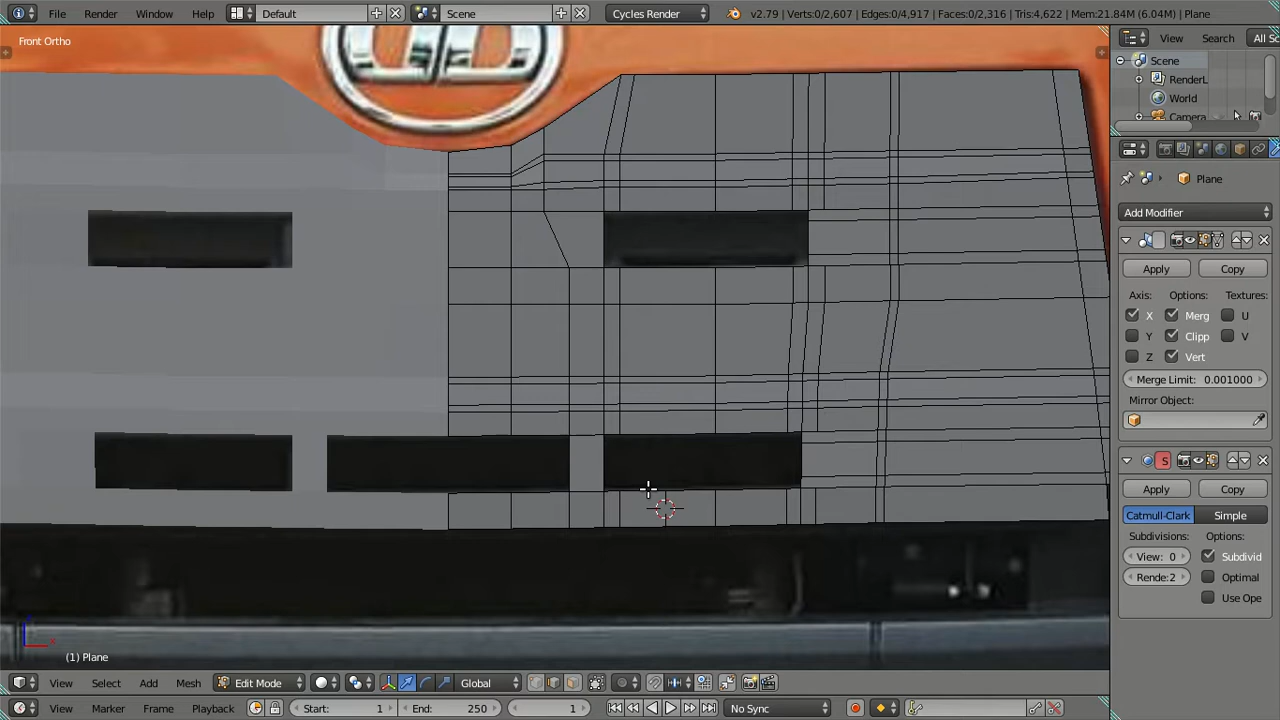 File Render Window Help Default Scene Cycles Render v2.79 | Verts:0/2,607 | Edges:0/4,917 | Faces:0/2,316 | Tris:4,622 | Mem:21.84M (6.04M) | Plane
Front Ortho
View Search All Sc
Scene
RenderL
World
Camera
Plane
Add Modifier
Apply Copy
Axis: Options: Textures:
X Merg U
Y Clipp V
Z Vert
Merge Limit: 0.001000
Mirror Object:
S
Apply Copy
Catmull-Clark Simple
Subdivisions: Options:
View: 0 Subdivid
Rende:2 Optimal
Use Ope
(1) Plane
View Select Add Mesh Edit Mode Global
View Marker Frame Playback Start: 1 End: 250 1 No Sync